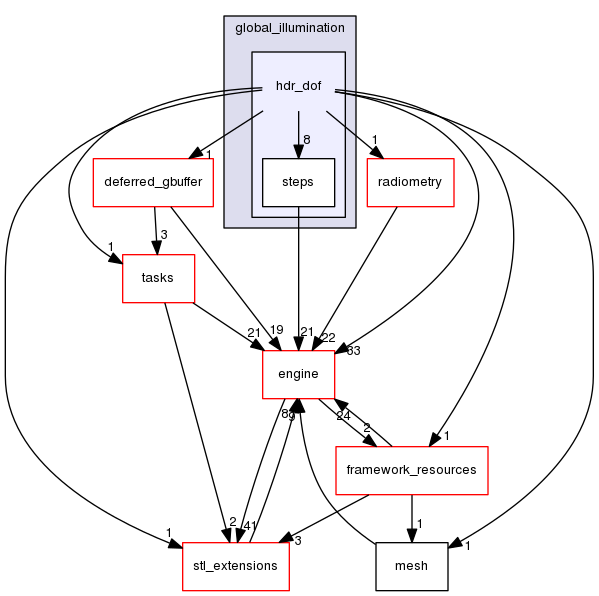 global_illumination
hdr_dof
8
1
1
deferred_gbuffer
steps
radiometry
3
1
tasks
21
19
21
22
33
engine
89
24
2
1
framework_resources
2
41
3
1
1
1
stl_extensions
mesh